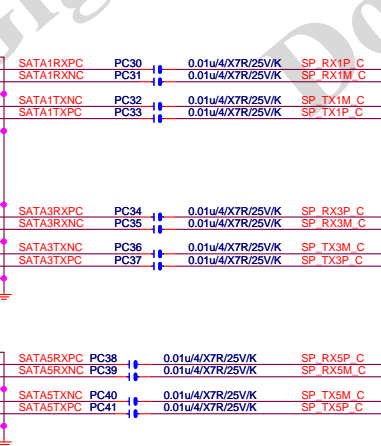 SATA1RXPC PC30 0.01u/4/X7R/25V/K SP_RX1P_C
SATA1RXNC PC31 0.01u/4/X7R/25V/K SP_RX1M_C
SATA1TXNC PC32 0.01u/4/X7R/25V/K SP_TX1M_C
SATA1TXPC PC33 0.01u/4/X7R/25V/K SP_TX1P_C
SATA3RXPC PC34 0.01u/4/X7R/25V/K SP_RX3P_C
SATA3RXNC PC35 0.01u/4/X7R/25V/K SP_RX3M_C
SATA3TXNC PC36 0.01u/4/X7R/25V/K SP_TX3M_C
SATA3TXPC PC37 0.01u/4/X7R/25V/K SP_TX3P_C
SATA5RXPC PC38 0.01u/4/X7R/25V/K SP_RX5P_C
SATA5RXNC PC39 0.01u/4/X7R/25V/K SP_RX5M_C
SATA5TXNC PC40 0.01u/4/X7R/25V/K SP_TX5M_C
SATA5TXPC PC41 0.01u/4/X7R/25V/K SP_TX5P_C